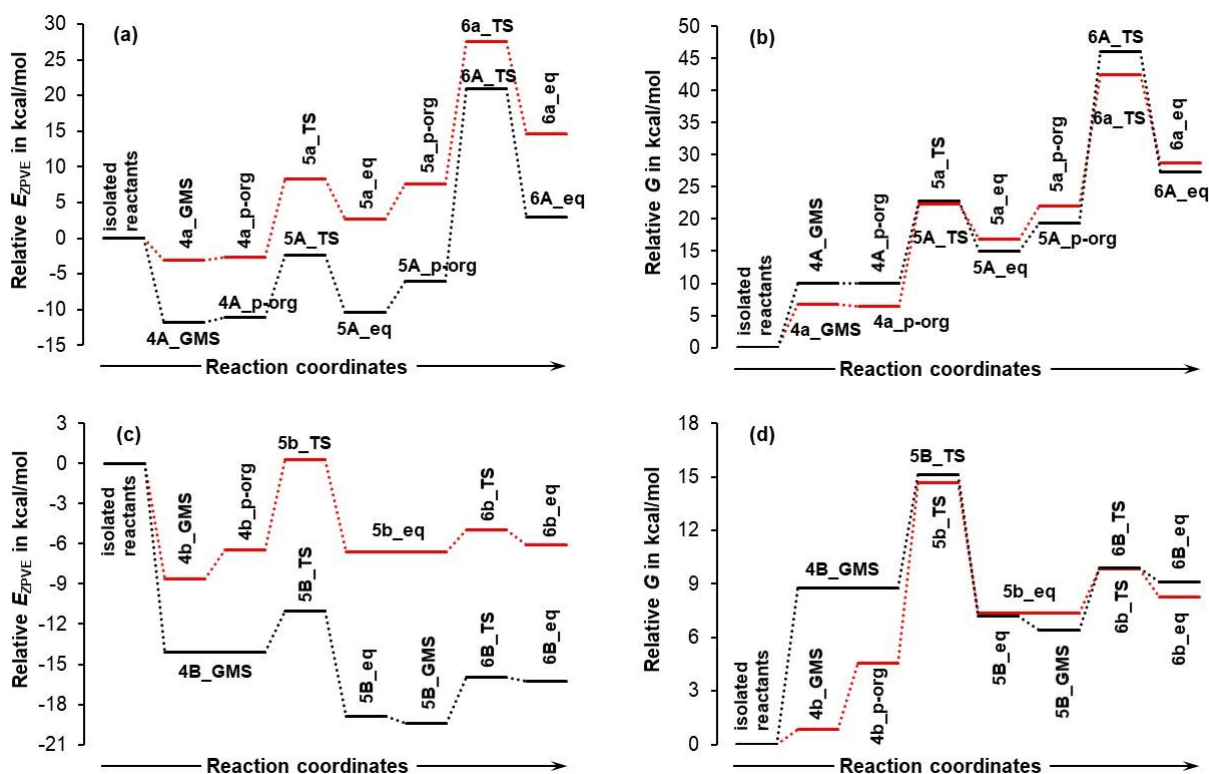 (a)
Relative E_ZPVE in kcal/mol
30
25
20
15
10
5
0
-5
-10
-15
isolated
reactants
4a_GMS
4a_p-org
5a_TS
5a_eq
5a_p-org
6a_TS
6a_eq
4A_GMS
4A_p-org
5A_TS
5A_eq
5A_p-org
6A_TS
6A_eq
Reaction coordinates
(b)
Relative G in kcal/mol
50
45
40
35
30
25
20
15
10
5
0
isolated
reactants
4A_GMS
4A_p-org
5a_TS
5a_eq
5a_p-org
6A_TS
6a_eq
4a_GMS
4a_p-org
5A_TS
5A_eq
5A_p-org
6a_TS
6A_eq
Reaction coordinates
(c)
Relative E_ZPVE in kcal/mol
3
0
-3
-6
-9
-12
-15
-18
-21
isolated
reactants
4b_GMS
4b_p-org
5b_TS
5b_eq
6b_TS
6b_eq
4B_GMS
5B_TS
5B_eq
5B_GMS
6B_TS
6B_eq
Reaction coordinates
(d)
Relative G in kcal/mol
18
15
12
9
6
3
0
isolated
reactants
4B_GMS
5B_TS
5b_TS
5b_eq
6B_TS
6B_eq
4b_GMS
4b_p-org
5B_eq
5B_GMS
6b_TS
6b_eq
Reaction coordinates